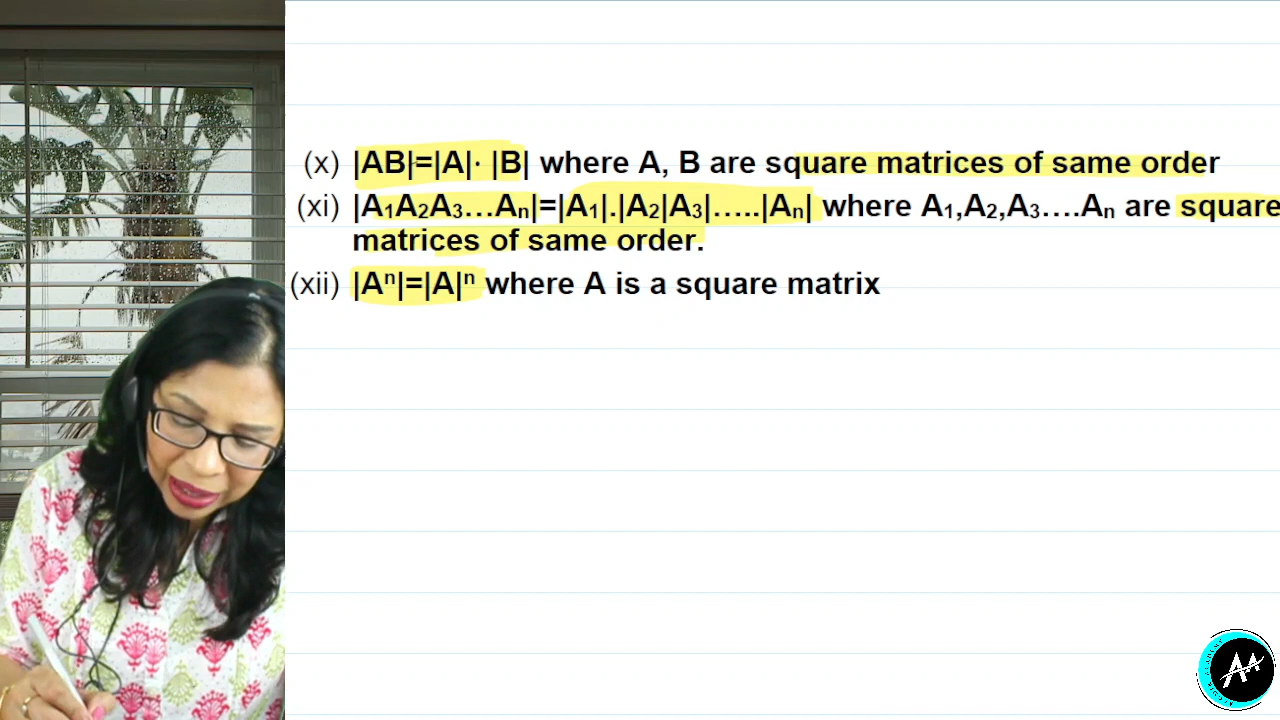 (x) |AB|=|A|· |B| where A, B are square matrices of same order
(xi) |A₁A₂A₃…Aₙ|=|A₁|.|A₂|A₃|…..|Aₙ| where A₁,A₂,A₃….Aₙ are square
matrices of same order.
(xii) |Aⁿ|=|A|ⁿ where A is a square matrix